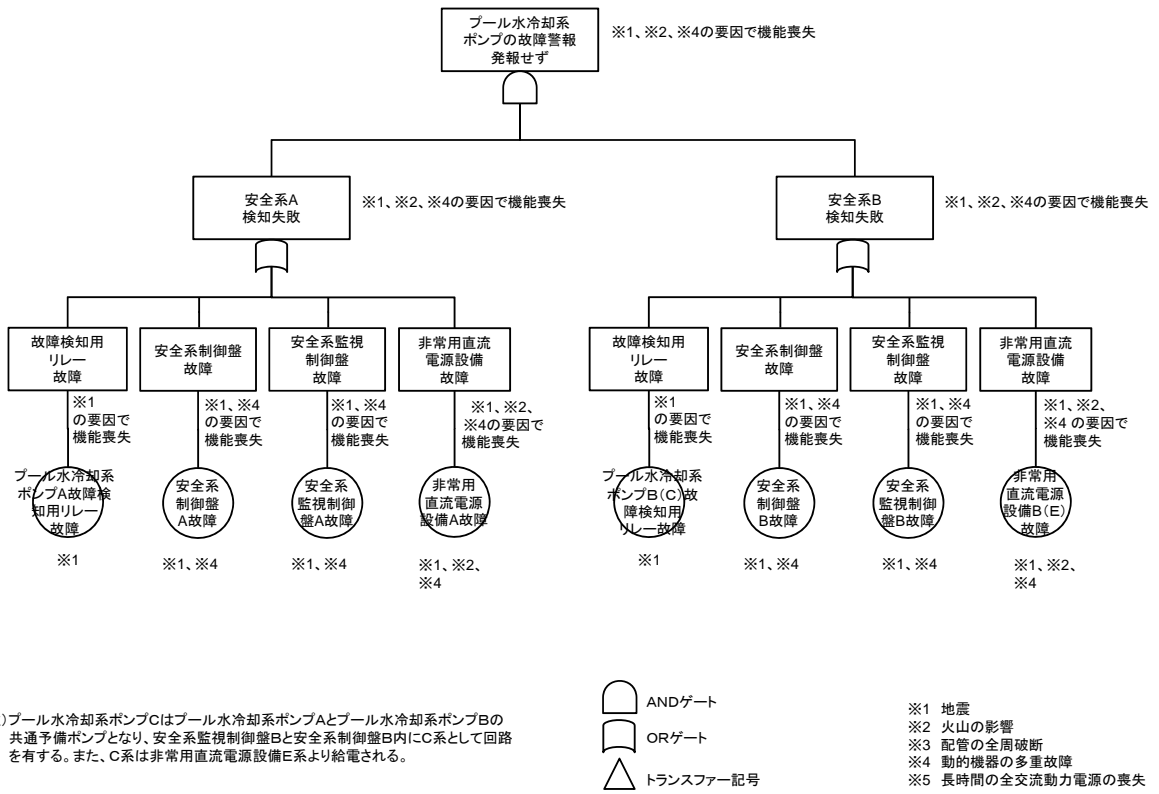 プール水冷却系
ポンプの故障警報
発報せず
※1、※2、※4の要因で機能喪失
安全系A
検知失敗
※1、※2、※4の要因で機能喪失
安全系B
検知失敗
※1、※2、※4の要因で機能喪失
故障検知用
リレー
故障
安全系制御盤
故障
安全系監視
制御盤
故障
非常用直流
電源設備
故障
故障検知用
リレー
故障
安全系制御盤
故障
安全系監視
制御盤
故障
非常用直流
電源設備
故障
※1
の要因で
機能喪失
※1、※4
の要因で
機能喪失
※1、※4
の要因で
機能喪失
※1、※2、
※4の要因で
機能喪失
※1
の要因で
機能喪失
※1、※4
の要因で
機能喪失
※1、※4
の要因で
機能喪失
※1、※2、
※4 の要因で
機能喪失
プール水冷却系
ポンプA故障検
知用リレー
故障
安全系
制御盤
A故障
安全系
監視制御
盤A故障
非常用
直流電源
設備A故障
プール水冷却系
ポンプB(C)故
障検知用
リレー故障
安全系
制御盤
B故障
安全系
監視制御
盤B故障
非常用
直流電源
設備B(E)
故障
※1
※1、※4
※1、※4
※1、※2、
※4
※1
※1、※4
※1、※4
※1、※2、
※4
)プール水冷却系ポンプCはプール水冷却系ポンプAとプール水冷却系ポンプBの
共通予備ポンプとなり、安全系監視制御盤Bと安全系制御盤B内にC系として回路
を有する。また、C系は非常用直流電源設備E系より給電される。
ANDゲート
ORゲート
トランスファー記号
※1 地震
※2 火山の影響
※3 配管の全周破断
※4 動的機器の多重故障
※5 長時間の全交流動力電源の喪失